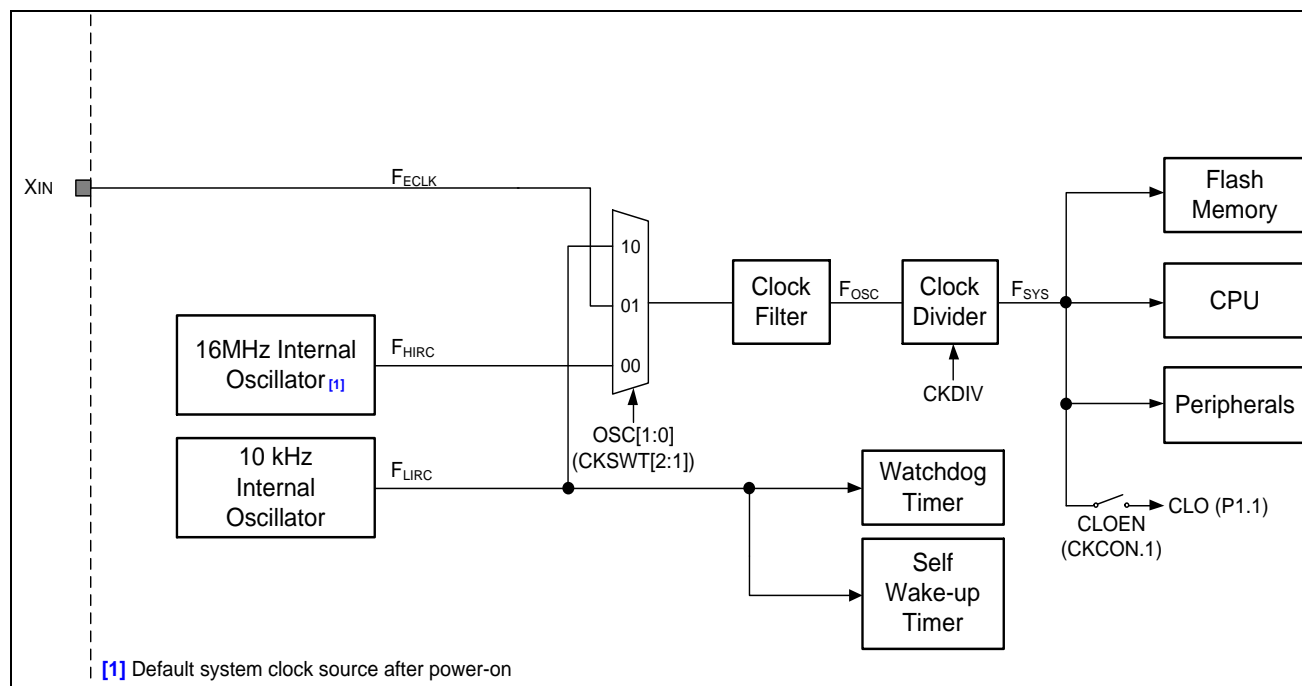 XIN
FECLK
10
01
00
16MHz Internal
Oscillator[1]
FHIRC
10 kHz
Internal
Oscillator
FLIRC
OSC[1:0]
(CKSWT[2:1])
Clock
Filter
FOSC
Clock
Divider
FSYS
CKDIV
Flash
Memory
CPU
Peripherals
CLO (P1.1)
CLOEN
(CKCON.1)
Watchdog
Timer
Self
Wake-up
Timer
[1] Default system clock source after power-on